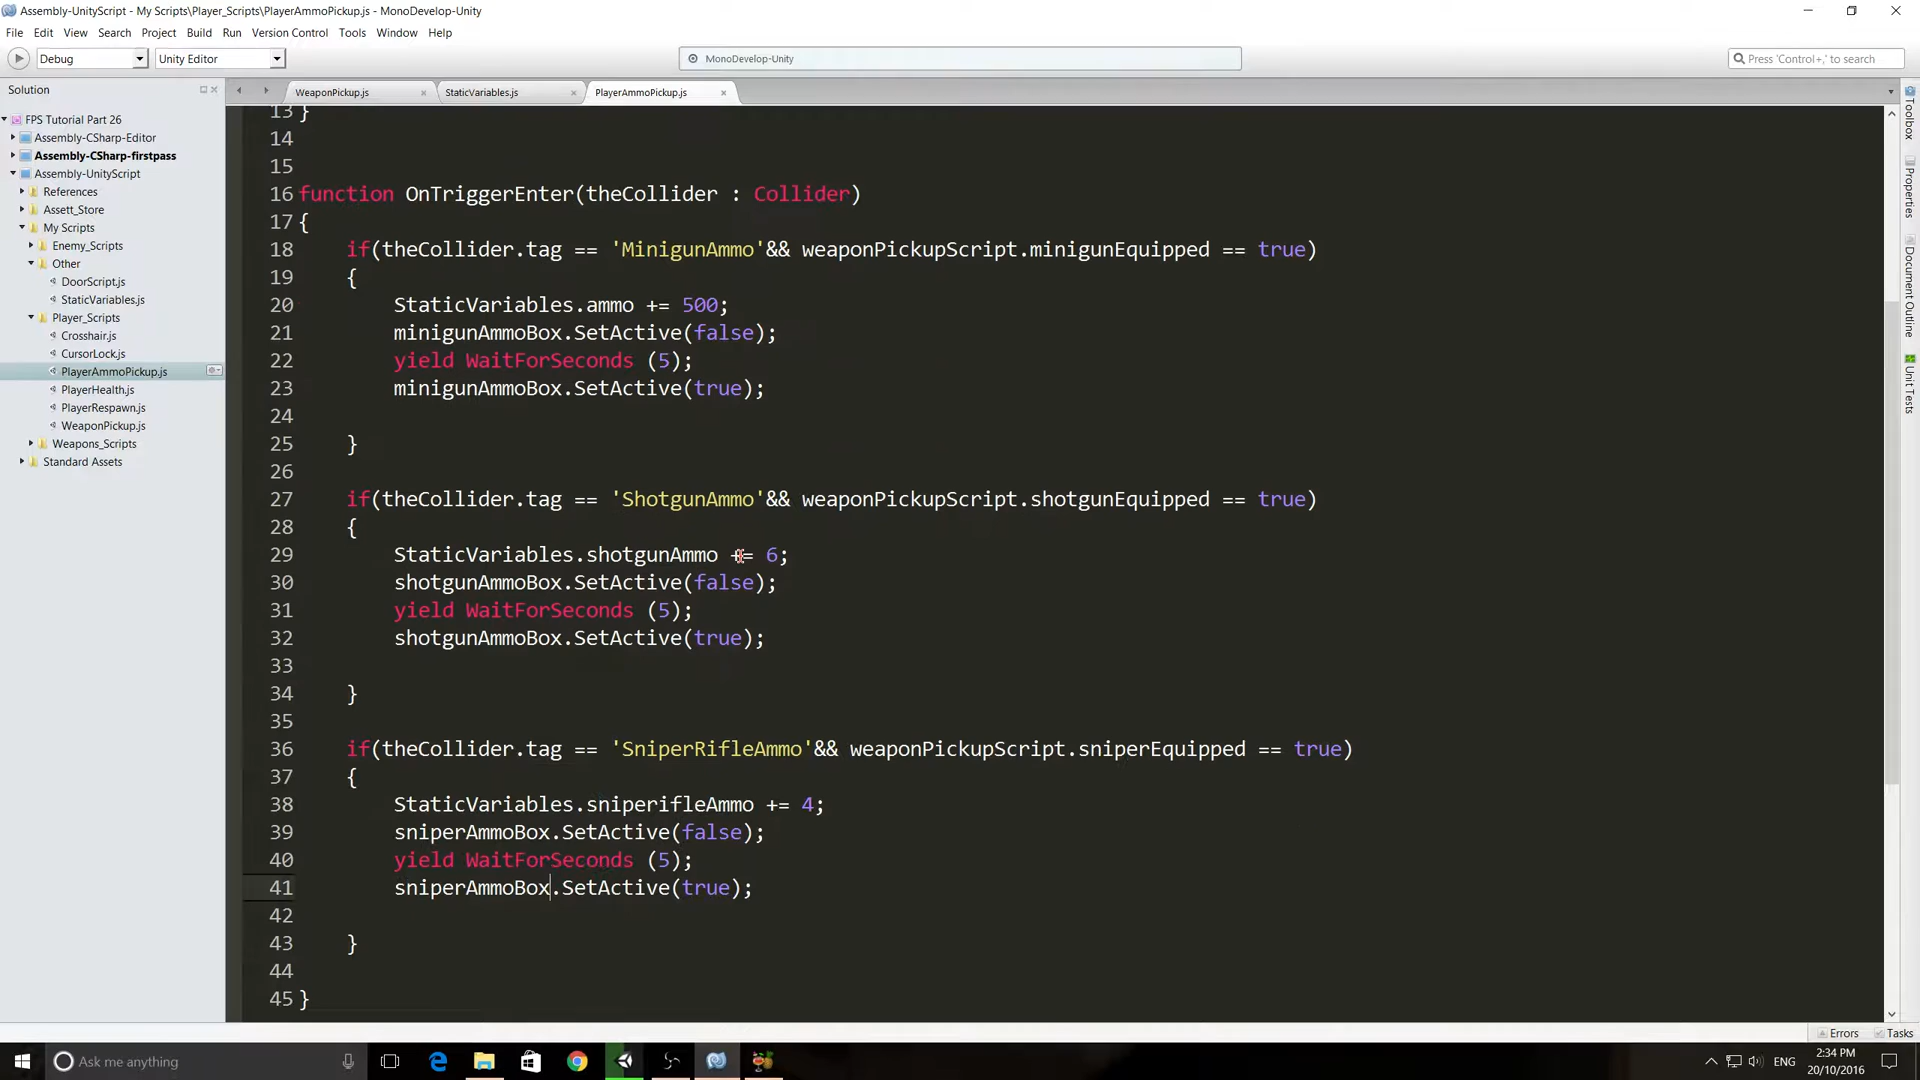 Assembly-UnityScript - My Scripts\Player_Scripts\PlayerAmmoPickup.js - MonoDevelop-Unity
File Edit View Search Project Build Run Version Control Tools Window Help
Debug Unity Editor MonoDevelop-Unity Press 'Control+,' to search
Solution
WeaponPickup.js StaticVariables.js PlayerAmmoPickup.js
FPS Tutorial Part 26
Assembly-CSharp-Editor
Assembly-CSharp-firstpass
Assembly-UnityScript
References
Assett_Store
My Scripts
Enemy_Scripts
Other
DoorScript.js
StaticVariables.js
Player_Scripts
Crosshair.js
CursorLock.js
PlayerAmmoPickup.js
PlayerHealth.js
PlayerRespawn.js
WeaponPickup.js
Weapons_Scripts
Standard Assets
13 }
14
15
16 function OnTriggerEnter(theCollider : Collider)
17 {
18 if(theCollider.tag == 'MinigunAmmo'&& weaponPickupScript.minigunEquipped == true)
19 {
20 StaticVariables.ammo += 500;
21 minigunAmmoBox.SetActive(false);
22 yield WaitForSeconds (5);
23 minigunAmmoBox.SetActive(true);
24
25 }
26
27 if(theCollider.tag == 'ShotgunAmmo'&& weaponPickupScript.shotgunEquipped == true)
28 {
29 StaticVariables.shotgunAmmo += 6;
30 shotgunAmmoBox.SetActive(false);
31 yield WaitForSeconds (5);
32 shotgunAmmoBox.SetActive(true);
33
34 }
35
36 if(theCollider.tag == 'SniperRifleAmmo'&& weaponPickupScript.sniperEquipped == true)
37 {
38 StaticVariables.sniperifleAmmo += 4;
39 sniperAmmoBox.SetActive(false);
40 yield WaitForSeconds (5);
41 sniperAmmoBox.SetActive(true);
42
43 }
44
45 }
Toolbox
Properties
Document Outline
Unit Tests
Errors Tasks
Ask me anything
ENG
2:34 PM
20/10/2016